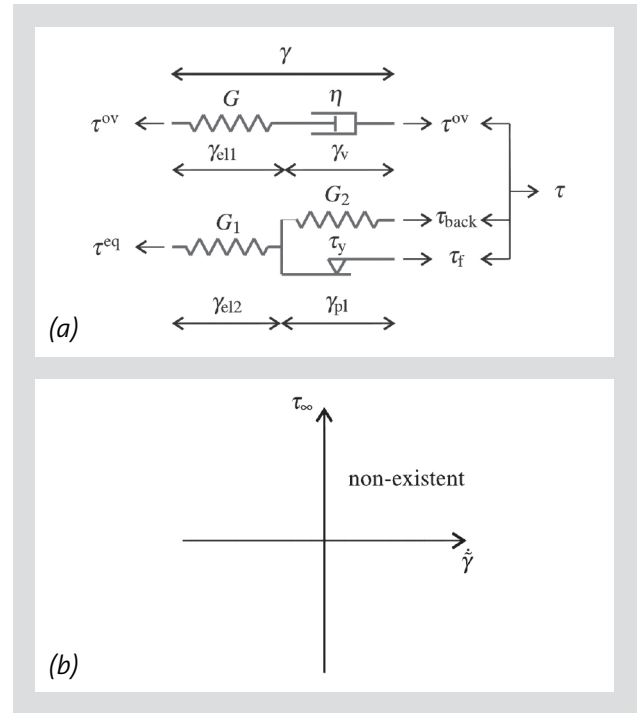 γ
G η
τ^ov τ^ov
γ_el1 γ_v
τ
G_2
G_1 τ_back
τ_y
τ^eq τ_f
γ_el2 γ_pl
(a)
τ_∞
non-existent
γ̃̇
(b)